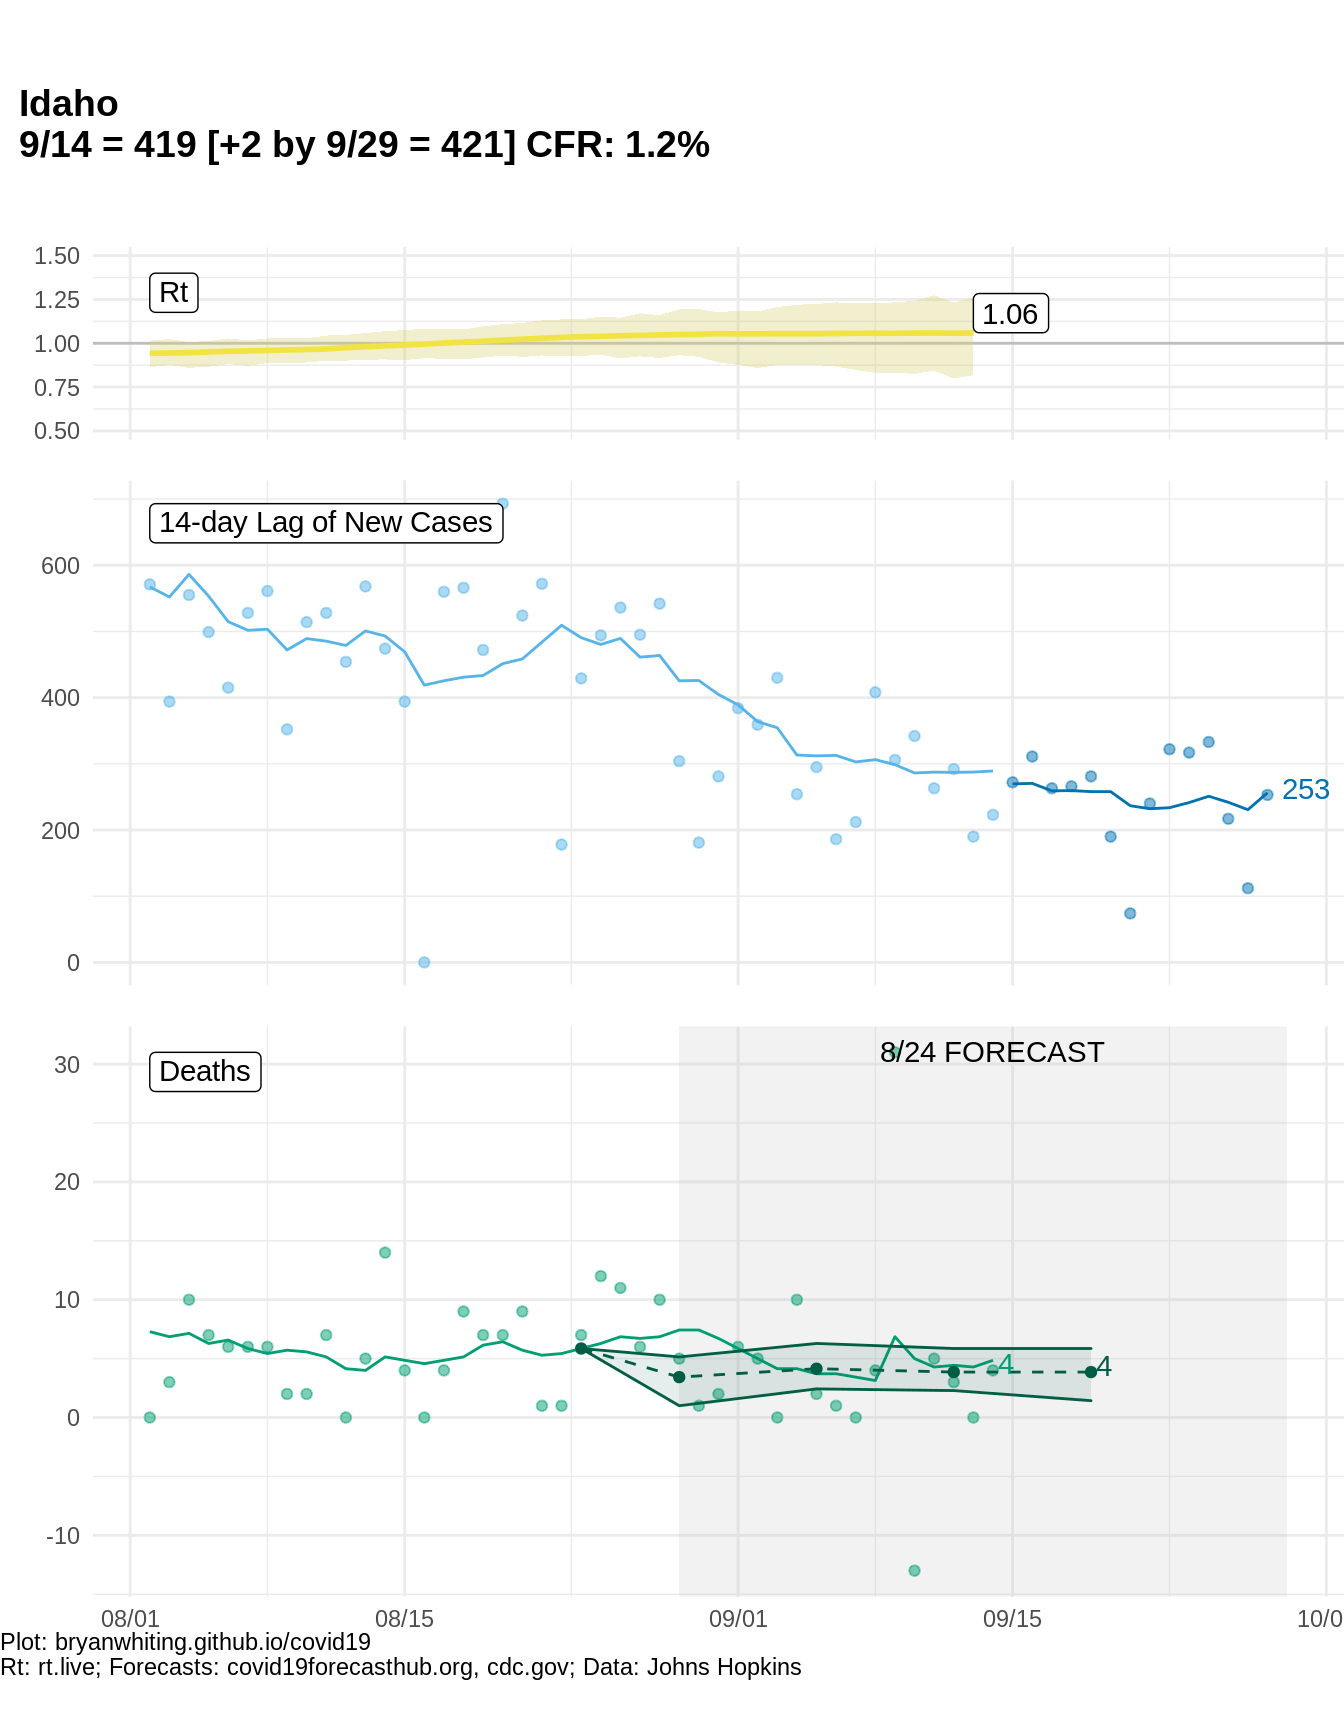 Idaho
9/14 = 419 [+2 by 9/29 = 421] CFR: 1.2%
1.50
1.25
1.00
0.75
0.50
Rt
1.06
14-day Lag of New Cases
600
400
200
0
253
Deaths
8/24 FORECAST
30
20
10
0
-10
4
4
08/01
08/15
09/01
09/15
10/0
Plot: bryanwhiting.github.io/covid19
Rt: rt.live; Forecasts: covid19forecasthub.org, cdc.gov; Data: Johns Hopkins